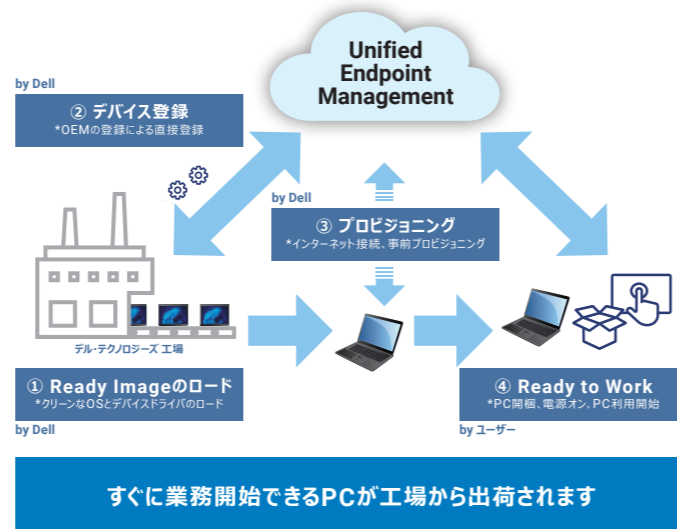 Unified
Endpoint
Management
by Dell
② デバイス登録
*OEMの登録による直接登録
by Dell
③ プロビジョニング
*インターネット接続、事前プロビジョニング
デル・テクノロジーズ 工場
① Ready Imageのロード
*クリーンなOSとデバイスドライバのロード
by Dell
④ Ready to Work
*PC開梱、電源オン、PC利用開始
by ユーザー
すぐに業務開始できるPCが工場から出荷されます